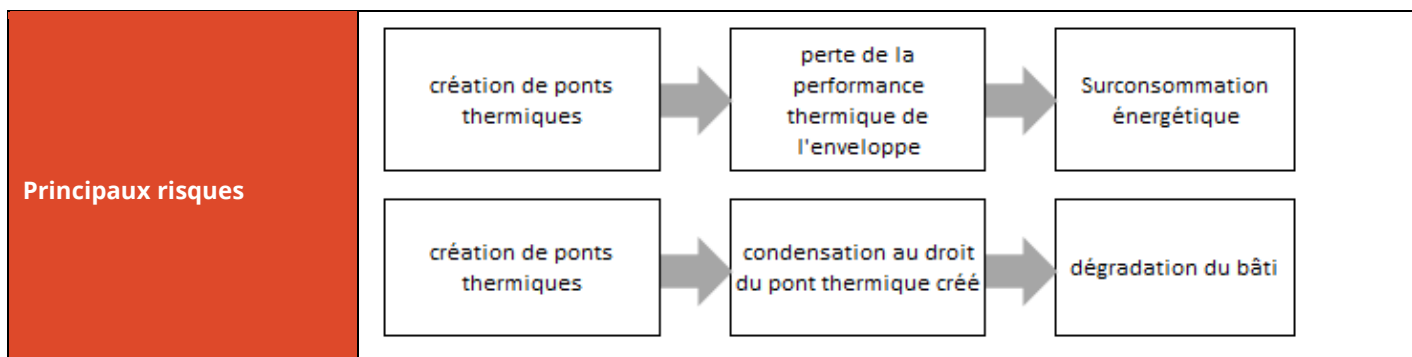 Principaux risques
création de ponts
thermiques
perte de la
performance
thermique de
l'enveloppe
Surconsommation
énergétique
création de ponts
thermiques
condensation au droit
du pont thermique créé
dégradation du bâti